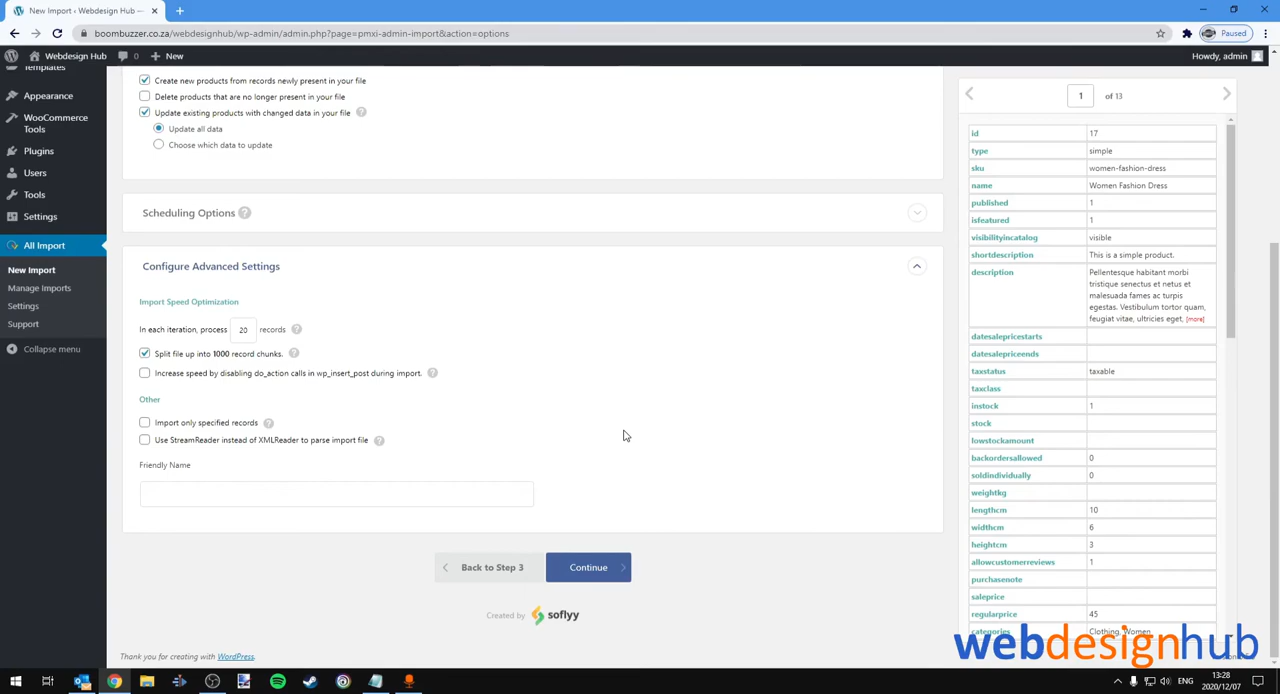 New Import ‹ Webdesign Hub —
boombuzzer.co.za/webdesignhub/wp-admin/admin.php?page=pmxi-admin-import&action=options
Paused
Webdesign Hub
0
New
Howdy, admin
Templates
Appearance
WooCommerce
Tools
Plugins
Users
Tools
Settings
All Import
New Import
Manage Imports
Settings
Support
Collapse menu
Create new products from records newly present in your file
Delete products that are no longer present in your file
Update existing products with changed data in your file ?
Update all data
Choose which data to update
Scheduling Options ?
Configure Advanced Settings
Import Speed Optimization
In each iteration, process 20 records ?
Split file up into 1000 record chunks. ?
Increase speed by disabling do_action calls in wp_insert_post during import. ?
Other
Import only specified records ?
Use StreamReader instead of XMLReader to parse import file ?
Friendly Name
Back to Step 3
Continue
Created by soflyy
Thank you for creating with WordPress.
1 of 13
id 17
type simple
sku women-fashion-dress
name Women Fashion Dress
published 1
isfeatured 1
visibilityincatalog visible
shortdescription This is a simple product.
description Pellentesque habitant morbi
tristique senectus et netus et
malesuada fames ac turpis
egestas. Vestibulum tortor quam,
feugiat vitae, ultricies eget, [more]
datesalepricestarts
datesalepriceends
taxstatus taxable
taxclass
instock 1
stock
lowstockamount
backordersallowed 0
soldindividually 0
weightkg
lengthcm 10
widthcm 6
heightcm 3
allowcustomerreviews 1
purchasenote
saleprice
regularprice 45
categories Clothing, Women,
webdesignhub
ENG
13:28
2020/12/07